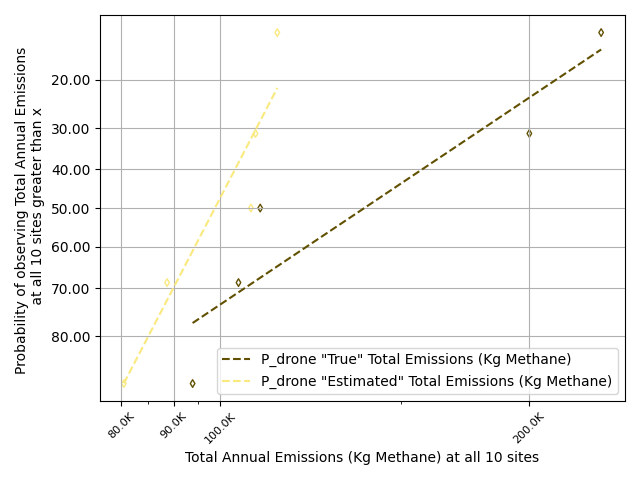 Probability of observing Total Annual Emissions
at all 10 sites greater than x
20.00
30.00
40.00
50.00
60.00
70.00
80.00
P_drone "True" Total Emissions (Kg Methane)
P_drone "Estimated" Total Emissions (Kg Methane)
80.0K
90.0K
100.0K
200.0K
Total Annual Emissions (Kg Methane) at all 10 sites